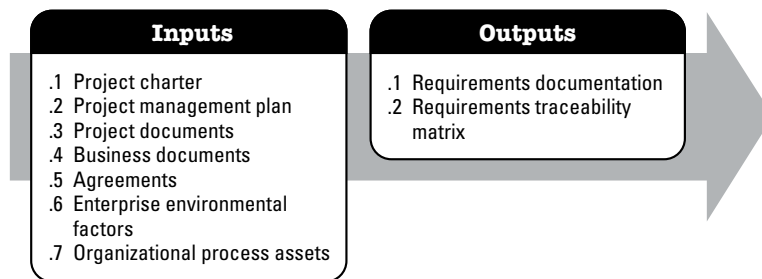 Inputs
.1 Project charter
.2 Project management plan
.3 Project documents
.4 Business documents
.5 Agreements
.6 Enterprise environmental
factors
.7 Organizational process assets
Outputs
.1 Requirements documentation
.2 Requirements traceability
matrix